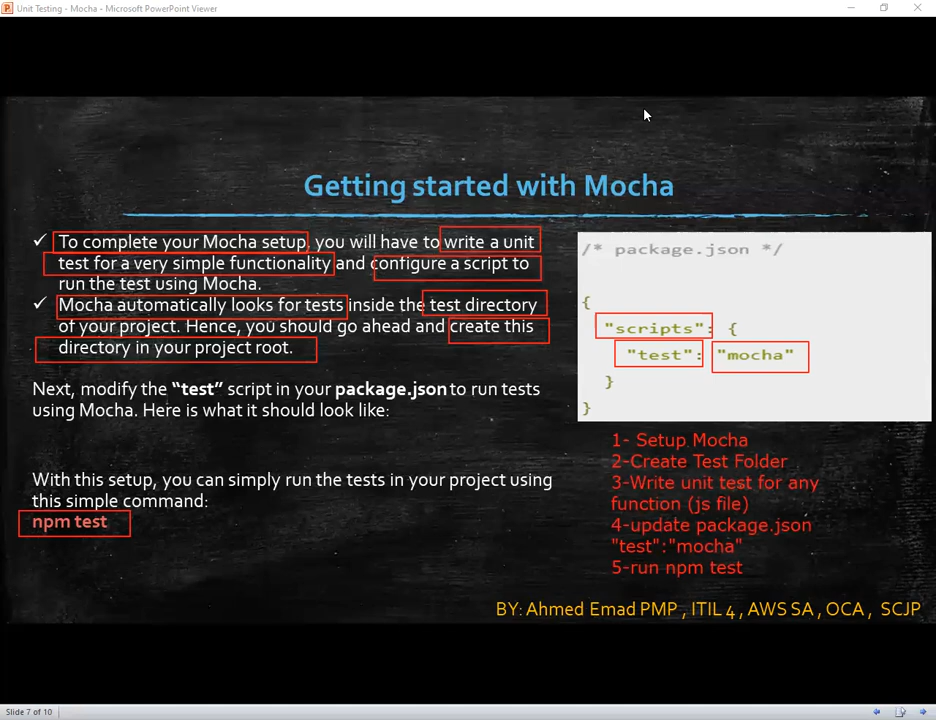 Unit Testing - Mocha - Microsoft PowerPoint Viewer
Getting started with Mocha
✓ To complete your Mocha setup, you will have to write a unit
test for a very simple functionality and configure a script to
run the test using Mocha.
✓ Mocha automatically looks for tests inside the test directory
of your project. Hence, you should go ahead and create this
directory in your project root.
Next, modify the “test” script in your package.json to run tests
using Mocha. Here is what it should look like:
With this setup, you can simply run the tests in your project using
this simple command:
npm test
/* package.json */
{
"scripts": {
"test": "mocha"
}
}
1- Setup Mocha
2-Create Test Folder
3-Write unit test for any
function (js file)
4-update package.json
"test":"mocha"
5-run npm test
BY: Ahmed Emad PMP , ITIL 4 , AWS SA , OCA , SCJP
Slide 7 of 10